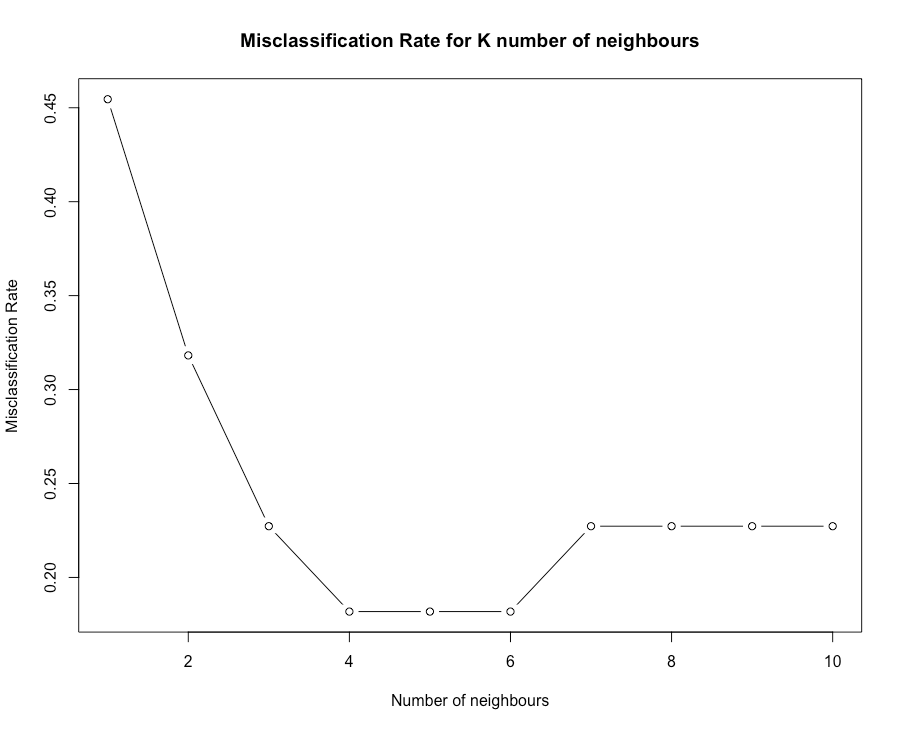 Misclassification Rate for K number of neighbours
Misclassification Rate
0.45
0.40
0.35
0.30
0.25
0.20
2 4 6 8 10
Number of neighbours